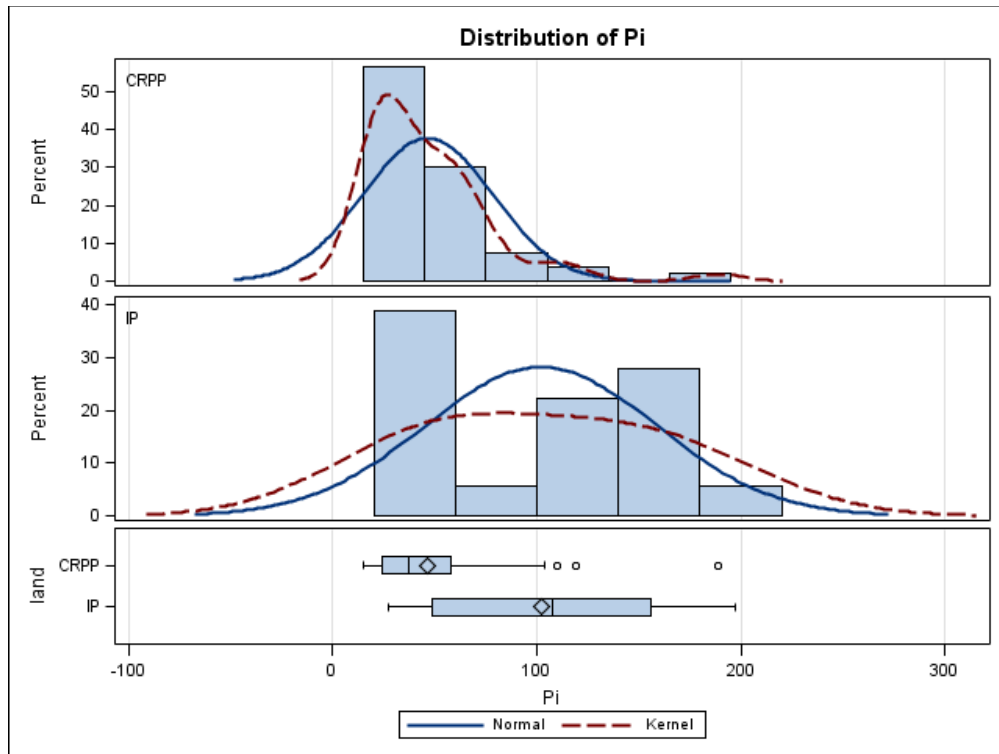 Distribution of Pi
CRPP
Percent
50
40
30
20
10
0
IP
Percent
40
30
20
10
0
land
CRPP
IP
-100 0 100 200 300
Pi
Normal Kernel